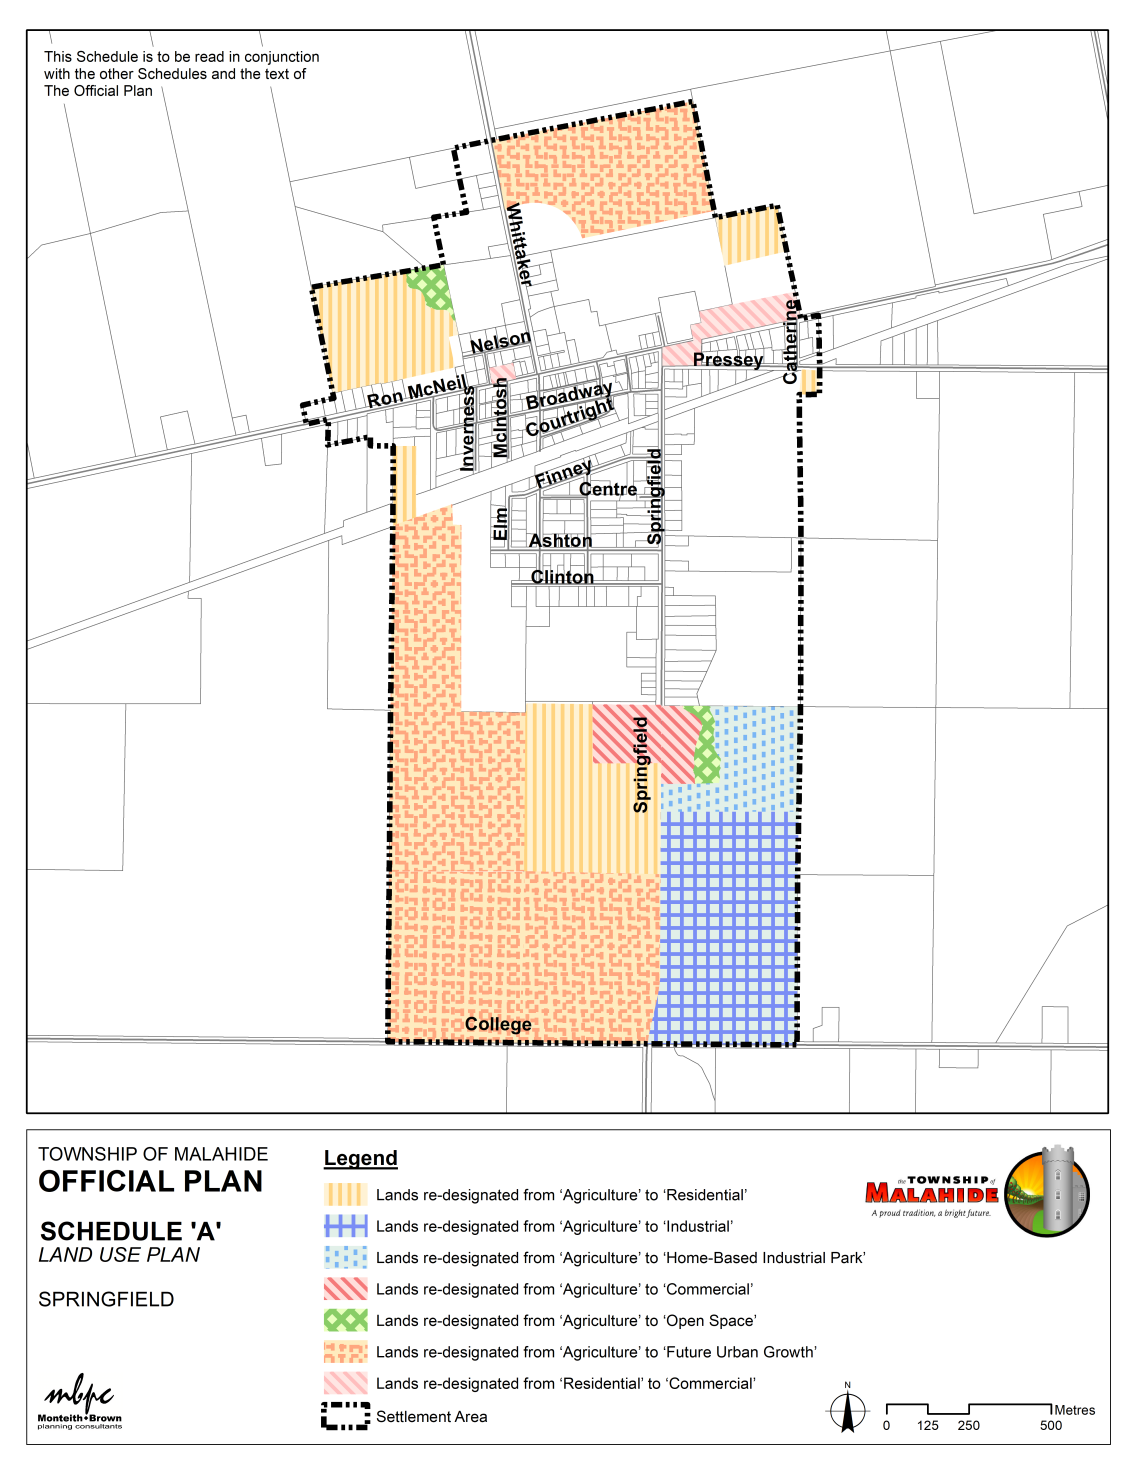 This Schedule is to be read in conjunction
with the other Schedules and the text of
The Official Plan
Whittaker
Nelson
Catherine
Pressey
Ron McNeil
Inverness
McIntosh
Broadway
Courtright
Finney
Centre
Springfield
Elm
Ashton
Clinton
Springfield
College
TOWNSHIP OF MALAHIDE
OFFICIAL PLAN
SCHEDULE 'A'
LAND USE PLAN
SPRINGFIELD
mbpc
Monteith•Brown
planning consultants
Legend
Lands re-designated from ‘Agriculture’ to ‘Residential’
Lands re-designated from ‘Agriculture’ to ‘Industrial’
Lands re-designated from ‘Agriculture’ to ‘Home-Based Industrial Park’
Lands re-designated from ‘Agriculture’ to ‘Commercial’
Lands re-designated from ‘Agriculture’ to ‘Open Space’
Lands re-designated from ‘Agriculture’ to ‘Future Urban Growth’
Lands re-designated from ‘Residential’ to ‘Commercial’
Settlement Area
the TOWNSHIP of
MALAHIDE
A proud tradition, a bright future.
N
Metres
0 125 250 500